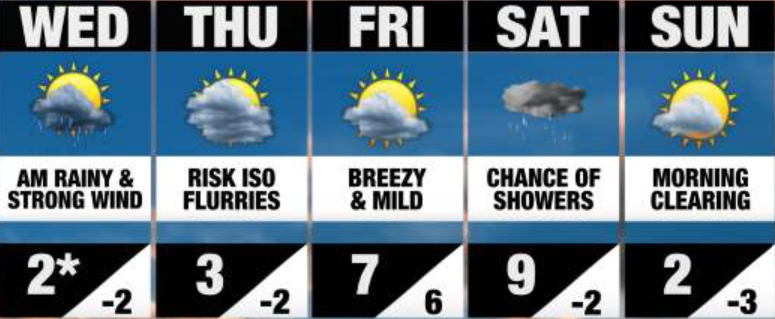 WED THU FRI SAT SUN
AM RAINY &
STRONG WIND
RISK ISO
FLURRIES
BREEZY
& MILD
CHANCE OF
SHOWERS
MORNING
CLEARING
2* -2
3 -2
7 6
9 -2
2 -3